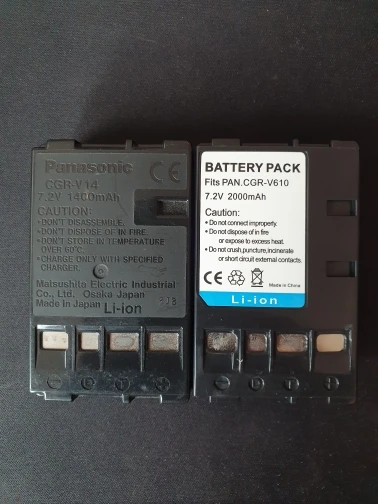 Panasonic
CGR-V14
7.2V 1400mAh
CAUTION:
•DON'T DISASSEMBLE.
•DON'T DISPOSE OF IN FIRE.
•DON'T STORE IN TEMPERATURE
OVER 60°C.
•CHARGE ONLY WITH SPECIFIED
CHARGER.
Matsushita Electric Industrial
Co., Ltd. Osaka Japan
Made in Japan Li-ion
BATTERY PACK
Fits PAN.CGR-V610
7.2V 2000mAh
Caution:
•Do not connect improperly.
•Do not dispose of in fire
or expose to excess heat.
•Do not crush,puncture,incinerate
or short circuit external contacts.
Made in China
Li-ion